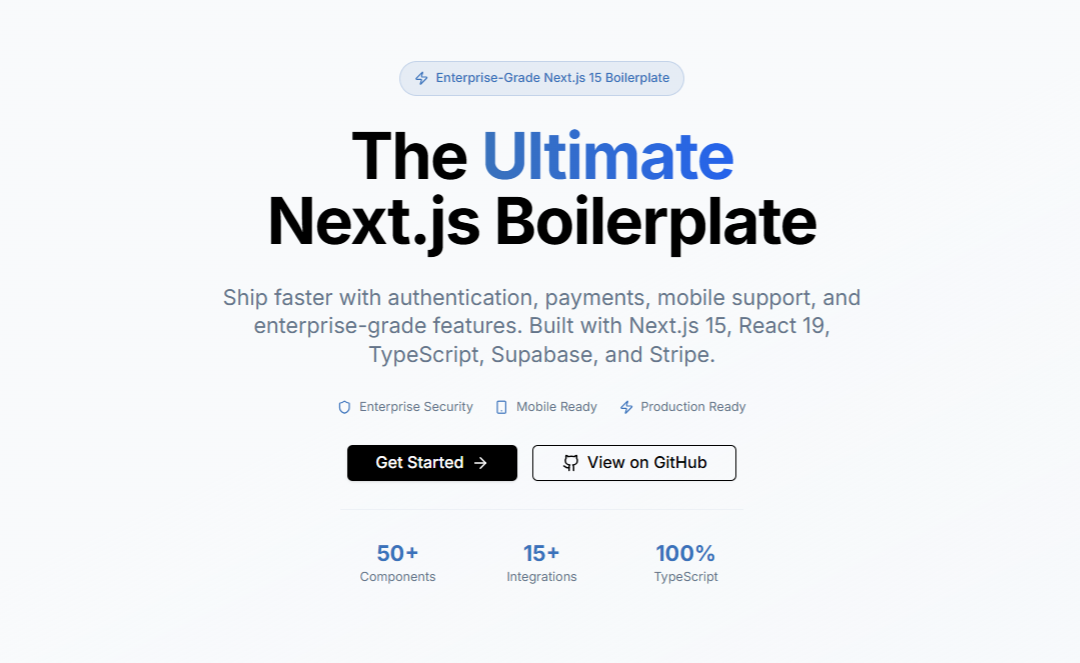 Enterprise-Grade Next.js 15 Boilerplate
The Ultimate
Next.js Boilerplate
Ship faster with authentication, payments, mobile support, and
enterprise-grade features. Built with Next.js 15, React 19,
TypeScript, Supabase, and Stripe.
Enterprise Security Mobile Ready Production Ready
Get Started View on GitHub
50+ 15+ 100%
Components Integrations TypeScript